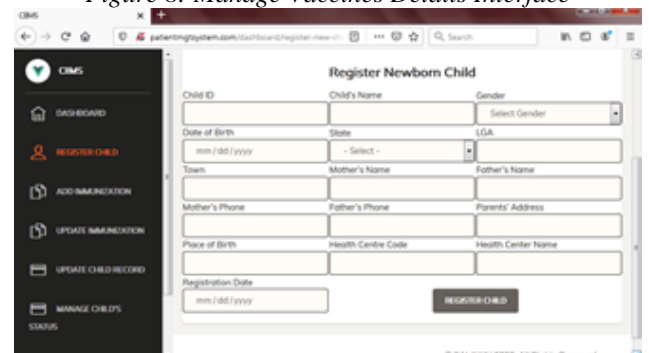 Figure 8: Manage Vaccines Details Interface
CBMS
patientmgtsystem.com/dashboard/register-new-ch
Search
CBMS
DASHBOARD
REGISTER CHILD
ADD IMMUNIZATION
UPDATE IMMUNIZATION
UPDATE CHILD RECORD
MANAGE CHILD'S
STATUS
Register Newborn Child
Child ID Child's Name Gender
Select Gender
Date of Birth State LGA
mm/dd/yyyy - Select -
Town Mother's Name Father's Name
Mother's Phone Father's Phone Parents' Address
Place of Birth Health Centre Code Health Center Name
Registration Date
mm/dd/yyyy REGISTER CHILD